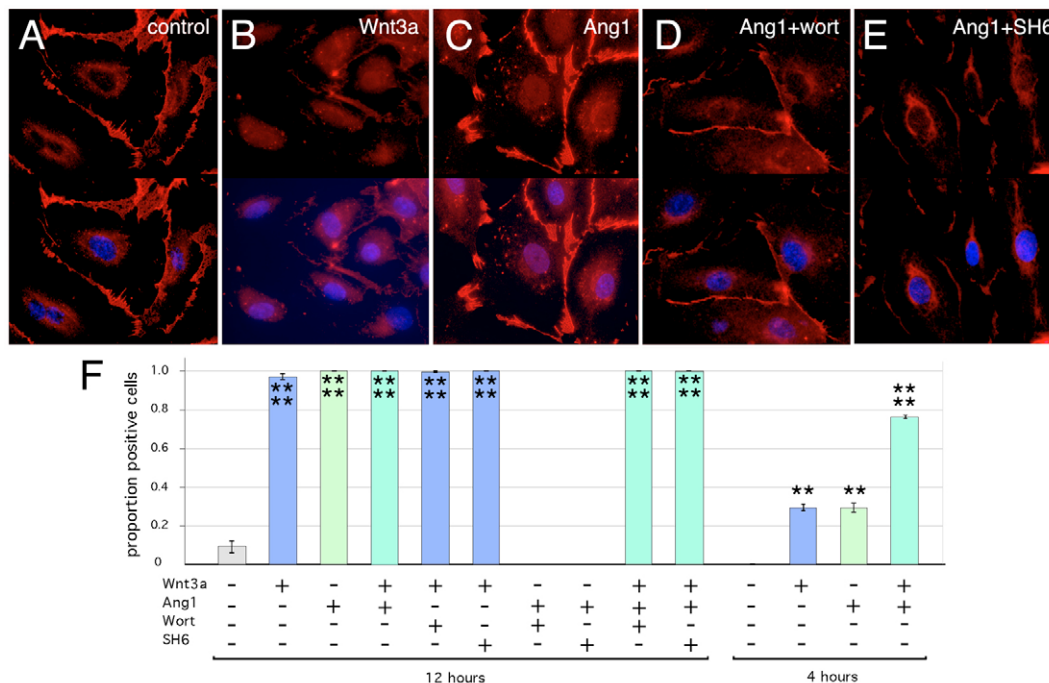 A control
B Wnt3a
C Ang1
D Ang1+wort
E Ang1+SH6
F
proportion positive cells
1.0
0.8
0.6
0.4
0.2
0
** ** ** ** ** ** ** **
** ** ** ** ** ** ** **
**
**
** **
Wnt3a - + - + + + - - + + - + - +
Ang1 - - + + - - + + + + - - + +
Wort - - - - + - + - + - - - - -
SH6 - - - - - + - + - + - - - -
12 hours
4 hours